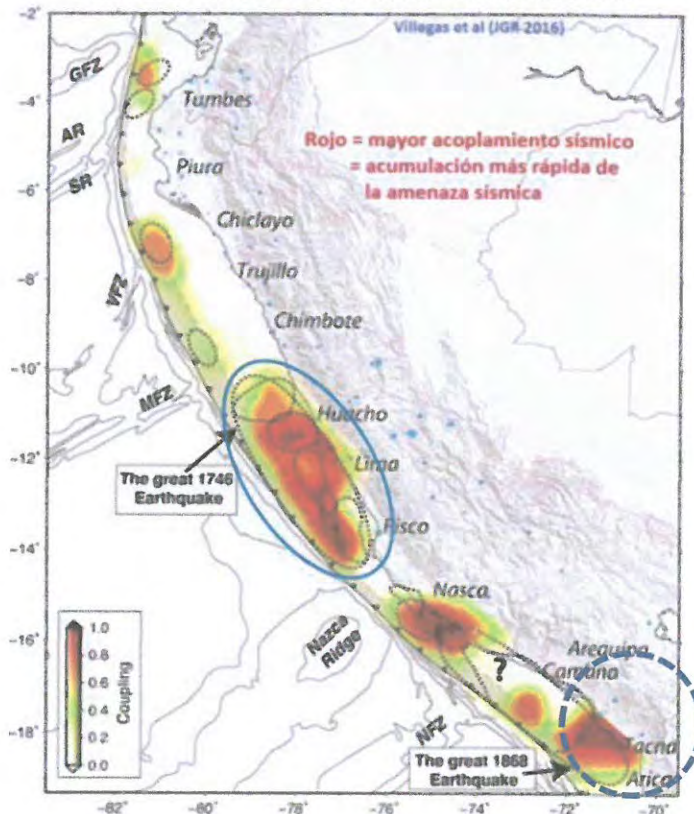 Villegas et al (JGR 2016)
Rojo = mayor acoplamiento sísmico
= acumulación más rápida de
la amenaza sísmica
-2°
-4°
-6°
-8°
-10°
-12°
-14°
-16°
-18°
GFZ
AR
SR
VFZ
MFZ
Tumbes
Piura
Chiclayo
Trujillo
Chimbote
Huacho
Lima
Pisco
The great 1746
Earthquake
Nasca
Nazca
Ridge
NFZ
?
Arequipa
Camana
Tacna
Arica
The great 1868
Earthquake
1.0
0.8
0.6
0.4
0.2
0.0
Coupling
-82°
-80°
-78°
-76°
-74°
-72°
-70°